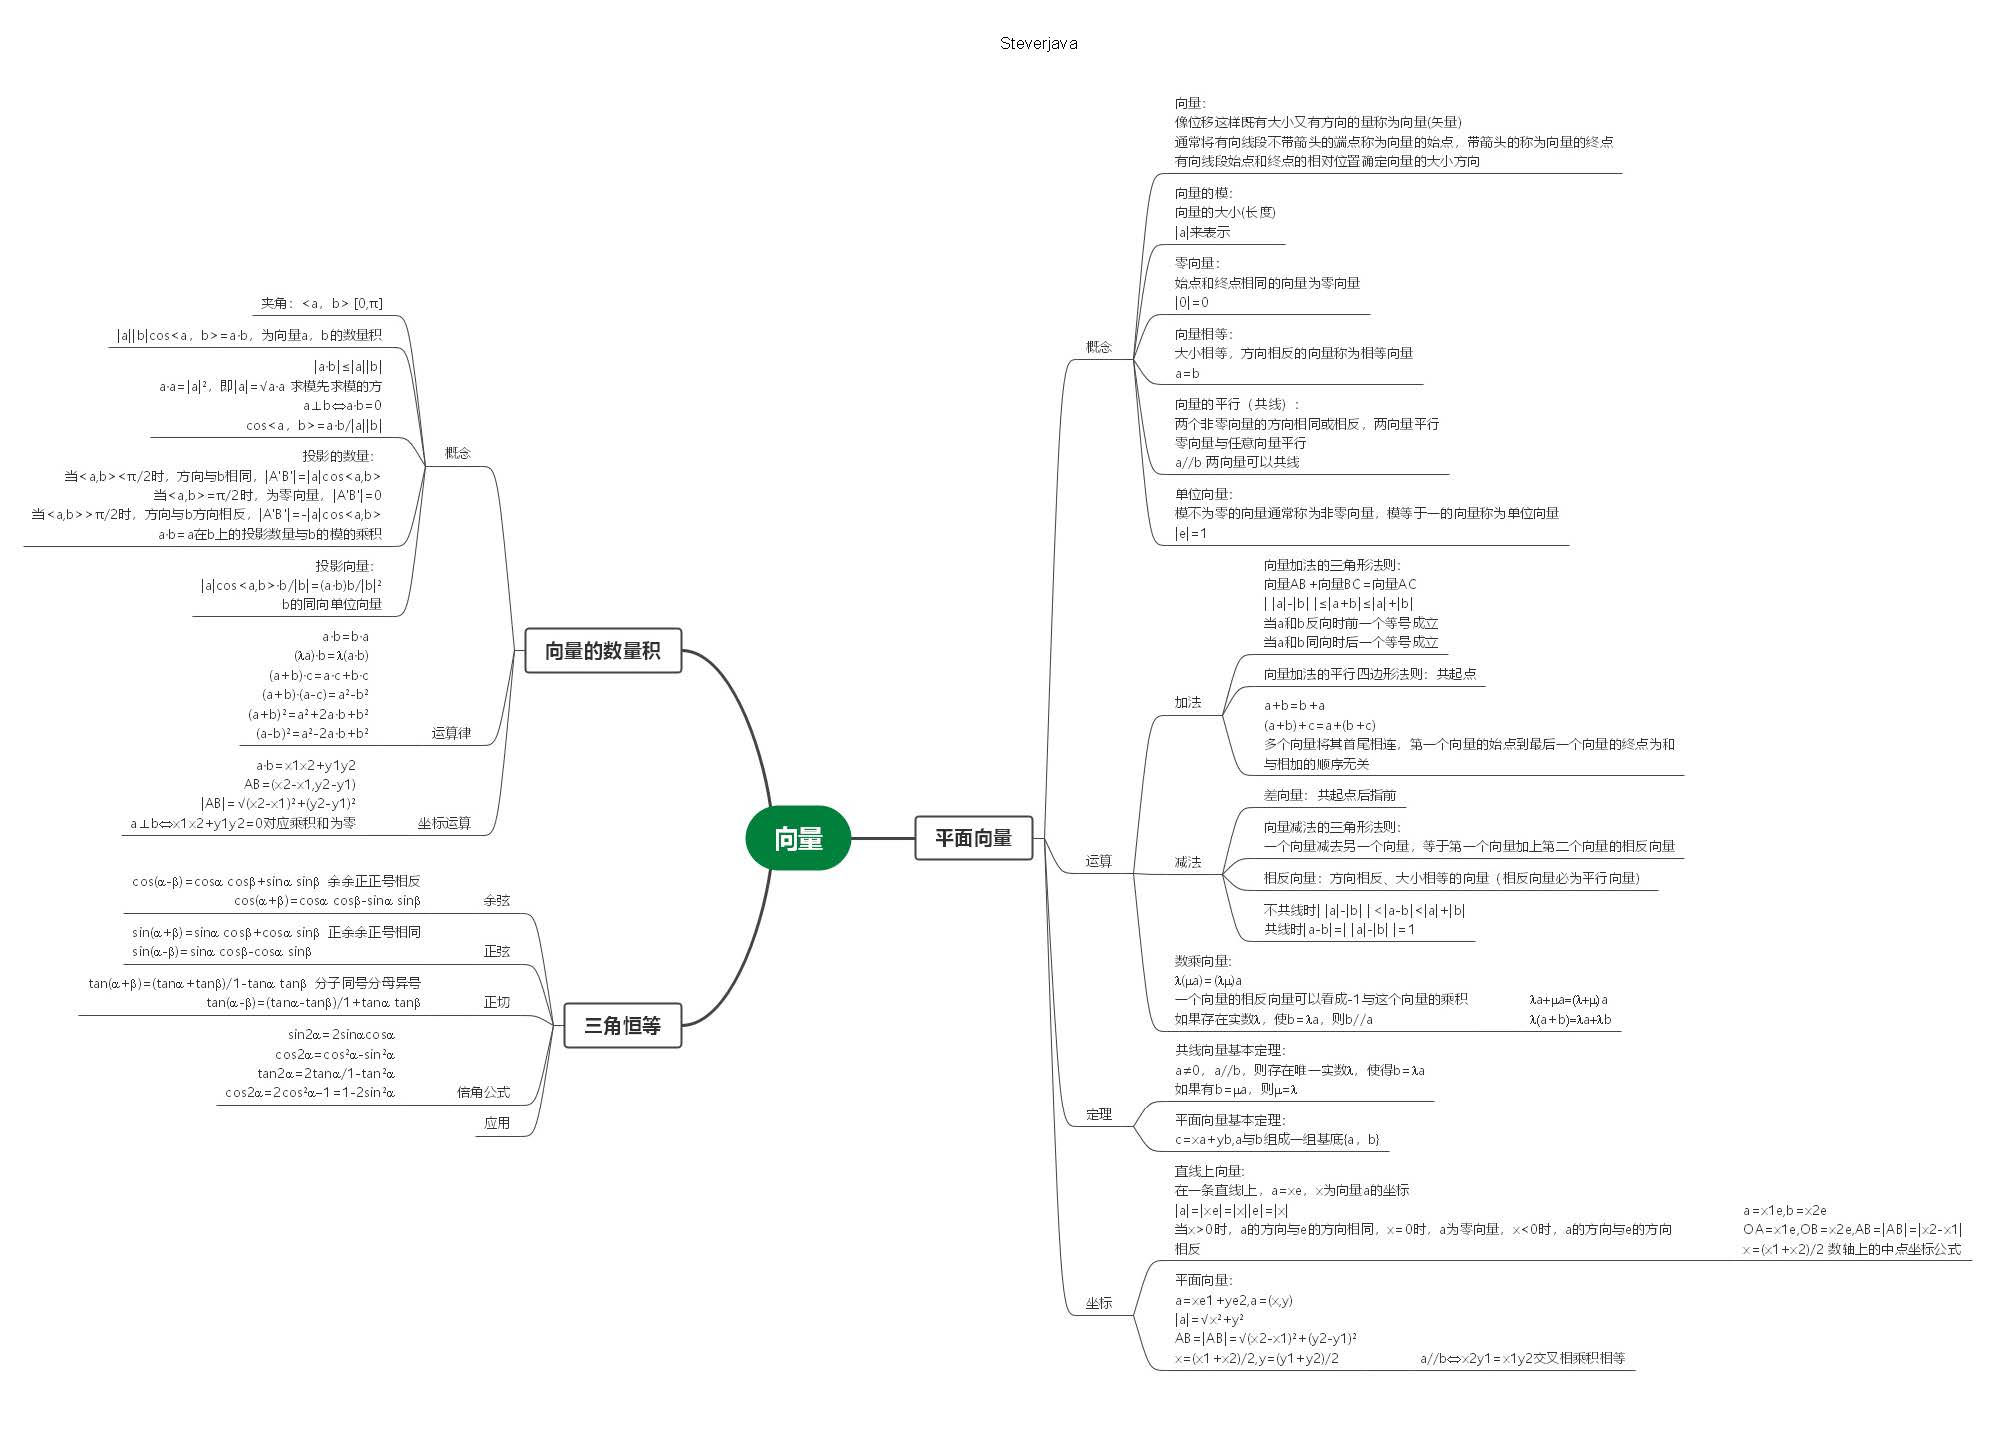 Steverjava
向量
平面向量
概念
向量：
像位移这样既有大小又有方向的量称为向量(矢量)
通常将有向线段不带箭头的端点称为向量的始点，带箭头的称为向量的终点
有向线段始点和终点的相对位置确定向量的大小方向
向量的模：
向量的大小(长度)
|a|来表示
零向量：
始点和终点相同的向量为零向量
|0|=0
向量相等：
大小相等，方向相反的向量称为相等向量
a=b
向量的平行（共线）：
两个非零向量的方向相同或相反，两向量平行
零向量与任意向量平行
a//b 两向量可以共线
单位向量：
模不为零的向量通常称为非零向量，模等于一的向量称为单位向量
|e|=1
运算
加法
向量加法的三角形法则：
向量AB+向量BC=向量AC
| |a|-|b| |≤|a+b|≤|a|+|b|
当a和b反向时前一个等号成立
当a和b同向时后一个等号成立
向量加法的平行四边形法则：共起点
a+b=b+a
(a+b)+c=a+(b+c)
多个向量将其首尾相连，第一个向量的始点到最后一个向量的终点为和
与相加的顺序无关
减法
差向量：共起点后指前
向量减法的三角形法则：
一个向量减去另一个向量，等于第一个向量加上第二个向量的相反向量
相反向量：方向相反、大小相等的向量（相反向量必为平行向量）
不共线时| |a|-|b| |<|a-b|<|a|+|b|
共线时|a-b|=| |a|-|b| |=1
数乘向量：
λ(μa)=(λμ)a
一个向量的相反向量可以看成-1与这个向量的乘积
如果存在实数λ，使b=λa，则b//a
λa+μa=(λ+μ)a
λ(a+b)=λa+λb
定理
共线向量基本定理：
a≠0，a//b，则存在唯一实数λ，使得b=λa
如果有b=μa，则μ=λ
平面向量基本定理：
c=xa+yb,a与b组成一组基底{a，b}
坐标
直线上向量：
在一条直线l上，a=xe，x为向量a的坐标
|a|=|xe|=|x||e|=|x|
当x>0时，a的方向与e的方向相同，x=0时，a为零向量，x<0时，a的方向与e的方向
相反
a=x1e,b=x2e
OA=x1e,OB=x2e,AB=|AB|=|x2-x1|
x=(x1+x2)/2 数轴上的中点坐标公式
平面向量：
a=xe1+ye2,a=(x,y)
|a|=√x²+y²
AB=|AB|=√(x2-x1)²+(y2-y1)²
x=(x1+x2)/2,y=(y1+y2)/2
a//b⇔x2y1=x1y2交叉相乘积相等
向量的数量积
概念
夹角：<a，b> [0,π]
|a||b|cos<a，b>=a·b，为向量a，b的数量积
|a·b|≤|a||b|
a·a=|a|²，即|a|=√a·a 求模先求模的方
a⊥b⇔a·b=0
cos<a，b>=a·b/|a||b|
投影的数量：
当<a,b><π/2时，方向与b相同，|A'B'|=|a|cos<a,b>
当<a,b>=π/2时，为零向量，|A'B'|=0
当<a,b>>π/2时，方向与b方向相反，|A'B'|=-|a|cos<a,b>
a·b=a在b上的投影数量与b的模的乘积
投影向量：
|a|cos<a,b>·b/|b|=(a·b)b/|b|²
b的同向单位向量
运算律
a·b=b·a
(λa)·b=λ(a·b)
(a+b)·c=a·c+b·c
(a+b)·(a-c)=a²-b²
(a+b)²=a²+2a·b+b²
(a-b)²=a²-2a·b+b²
坐标运算
a·b=x1x2+y1y2
AB=(x2-x1,y2-y1)
|AB|=√(x2-x1)²+(y2-y1)²
a⊥b⇔x1x2+y1y2=0对应乘积和为零
三角恒等
余弦
cos(α-β)=cosα cosβ+sinα sinβ 余余正正号相反
cos(α+β)=cosα cosβ-sinα sinβ
正弦
sin(α+β)=sinα cosβ+cosα sinβ 正余余正号相同
sin(α-β)=sinα cosβ-cosα sinβ
正切
tan(α+β)=(tanα+tanβ)/1-tanα tanβ 分子同号分母异号
tan(α-β)=(tanα-tanβ)/1+tanα tanβ
倍角公式
sin2α=2sinαcosα
cos2α=cos²α-sin²α
tan2α=2tanα/1-tan²α
cos2α=2cos²α-1=1-2sin²α
应用